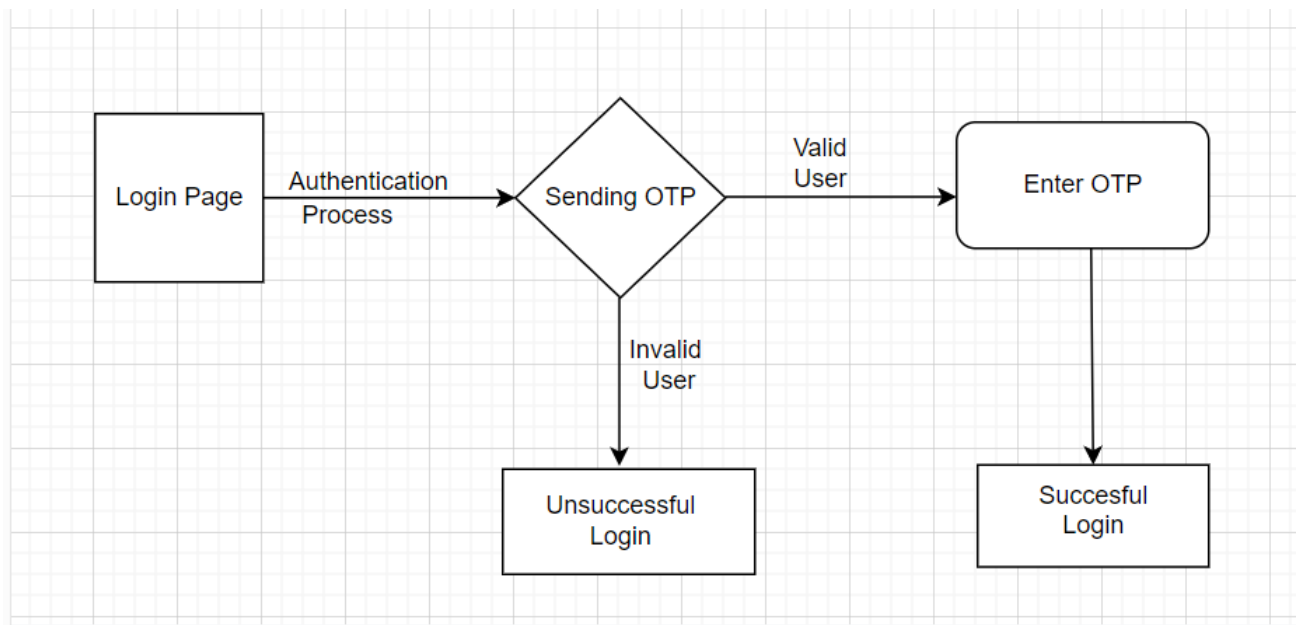 Login Page
Authentication
Process
Sending OTP
Valid
User
Enter OTP
Invalid
User
Unsuccessful
Login
Succesful
Login